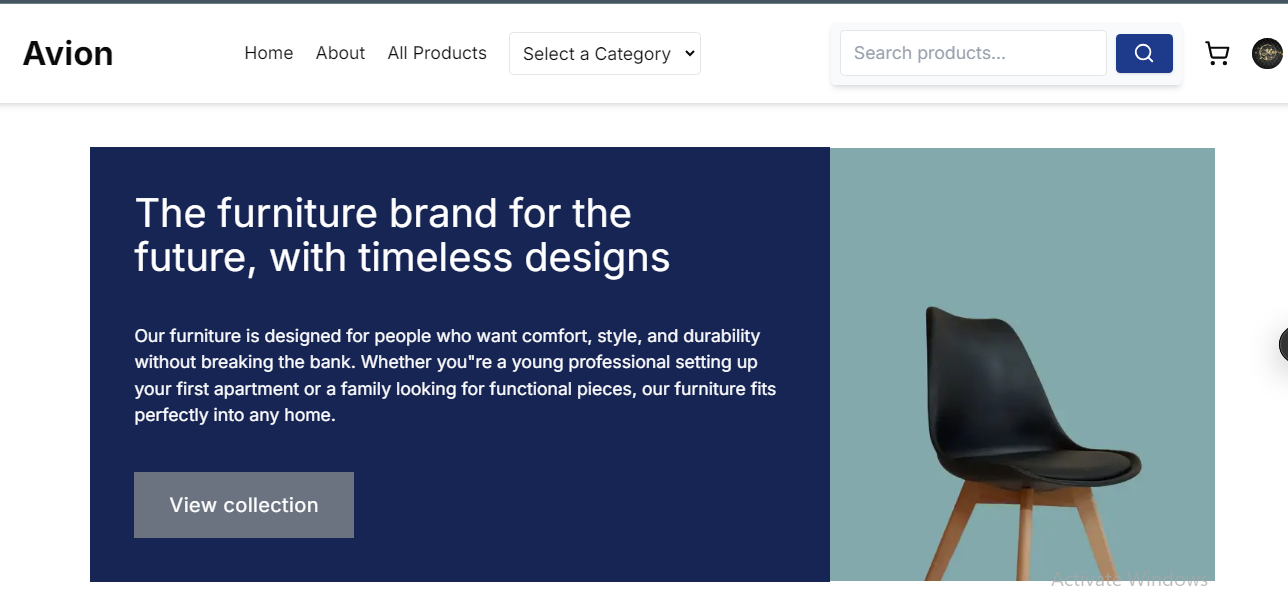 Avion
Home
About
All Products
Select a Category
Search products...
The furniture brand for the
future, with timeless designs
Our furniture is designed for people who want comfort, style, and durability
without breaking the bank. Whether you"re a young professional setting up
your first apartment or a family looking for functional pieces, our furniture fits
perfectly into any home.
View collection
Activate Windows